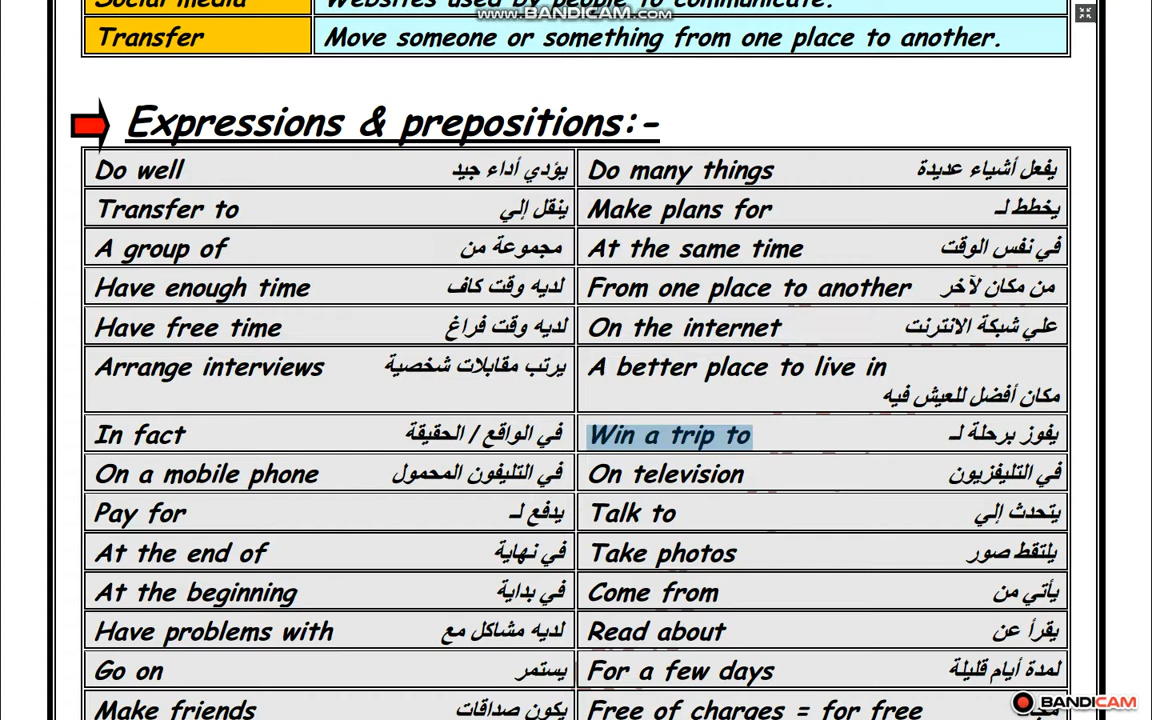 Social media Websites used by people to communicate.
WWW.BANDICAM.COM
Transfer Move someone or something from one place to another.
Expressions & prepositions:-
Do well يؤدي أداء جيد Do many things يفعل أشياء عديدة
Transfer to ينقل إلي Make plans for يخطط لـ
A group of مجموعة من At the same time في نفس الوقت
Have enough time لديه وقت كاف From one place to another من مكان لآخر
Have free time لديه وقت فراغ On the internet علي شبكة الانترنت
Arrange interviews يرتب مقابلات شخصية A better place to live in
مكان أفضل للعيش فيه
In fact في الواقع / الحقيقة Win a trip to يفوز برحلة لـ
On a mobile phone في التليفون المحمول On television في التليفزيون
Pay for يدفع لـ Talk to يتحدث إلي
At the end of في نهاية Take photos يلتقط صور
At the beginning في بداية Come from يأتي من
Have problems with لديه مشاكل مع Read about يقرأ عن
Go on يستمر For a few days لمدة أيام قليلة
Make friends يكون صداقات Free of charges = for free
BANDICAM